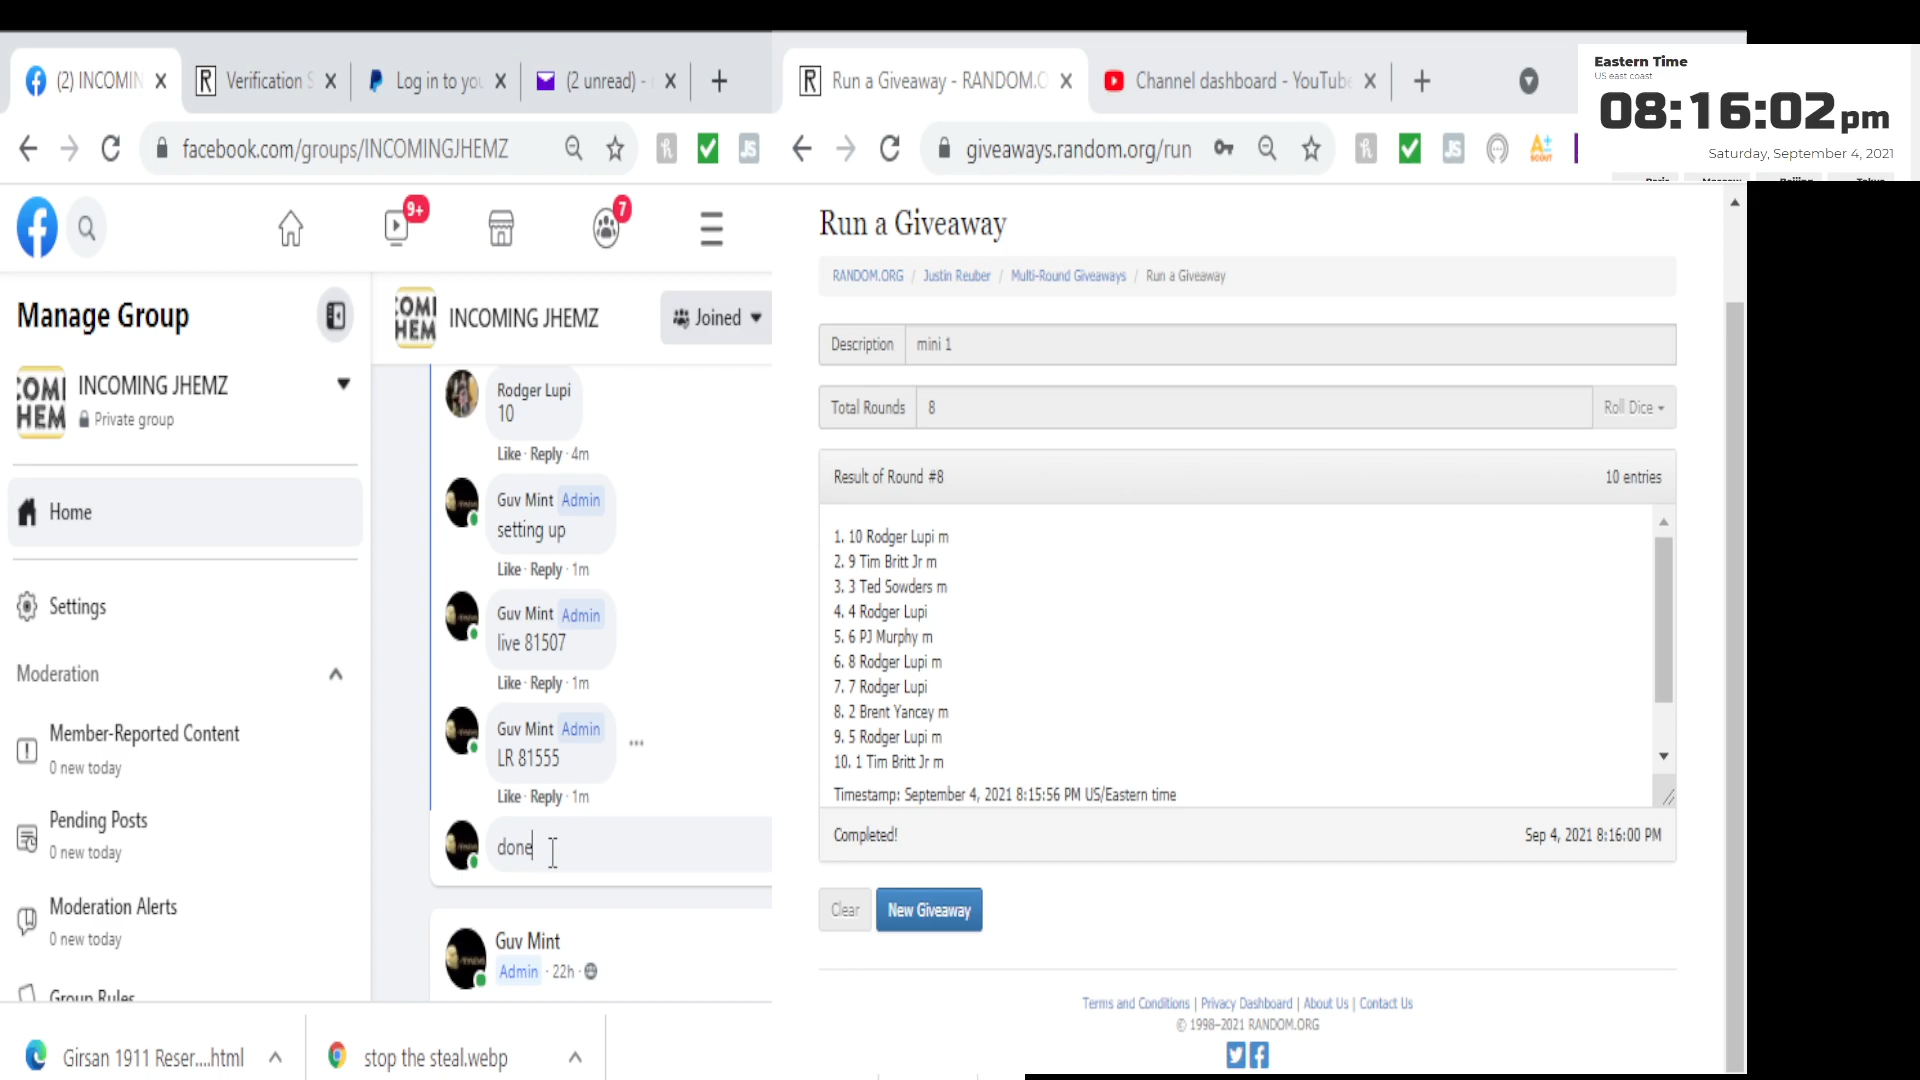 (2) INCOMIN
Verification S
Log in to you
(2 unread) -
Run a Giveaway - RANDOM.O
Channel dashboard - YouTube
Eastern Time
US east coast
08:16:02pm
Saturday, September 4, 2021
Paris Moscow Beijing Tokyo
facebook.com/groups/INCOMINGJHEMZ
giveaways.random.org/run
9+
7
Manage Group
INCOMING JHEMZ
Private group
Home
Settings
Moderation
Member-Reported Content
0 new today
Pending Posts
0 new today
Moderation Alerts
0 new today
Group Rules
INCOMING JHEMZ
Joined
Rodger Lupi
10
Like · Reply · 4m
Guv Mint Admin
setting up
Like · Reply · 1m
Guv Mint Admin
live 81507
Like · Reply · 1m
Guv Mint Admin
LR 81555
Like · Reply · 1m
done
Guv Mint
Admin · 22h ·
Run a Giveaway
RANDOM.ORG / Justin Reuber / Multi-Round Giveaways / Run a Giveaway
Description mini 1
Total Rounds 8 Roll Dice
Result of Round #8 10 entries
1. 10 Rodger Lupi m
2. 9 Tim Britt Jr m
3. 3 Ted Sowders m
4. 4 Rodger Lupi
5. 6 PJ Murphy m
6. 8 Rodger Lupi m
7. 7 Rodger Lupi
8. 2 Brent Yancey m
9. 5 Rodger Lupi m
10. 1 Tim Britt Jr m
Timestamp: September 4, 2021 8:15:56 PM US/Eastern time
Completed! Sep 4, 2021 8:16:00 PM
Clear New Giveaway
Terms and Conditions | Privacy Dashboard | About Us | Contact Us
© 1998–2021 RANDOM.ORG
Girsan 1911 Reser....html
stop the steal.webp